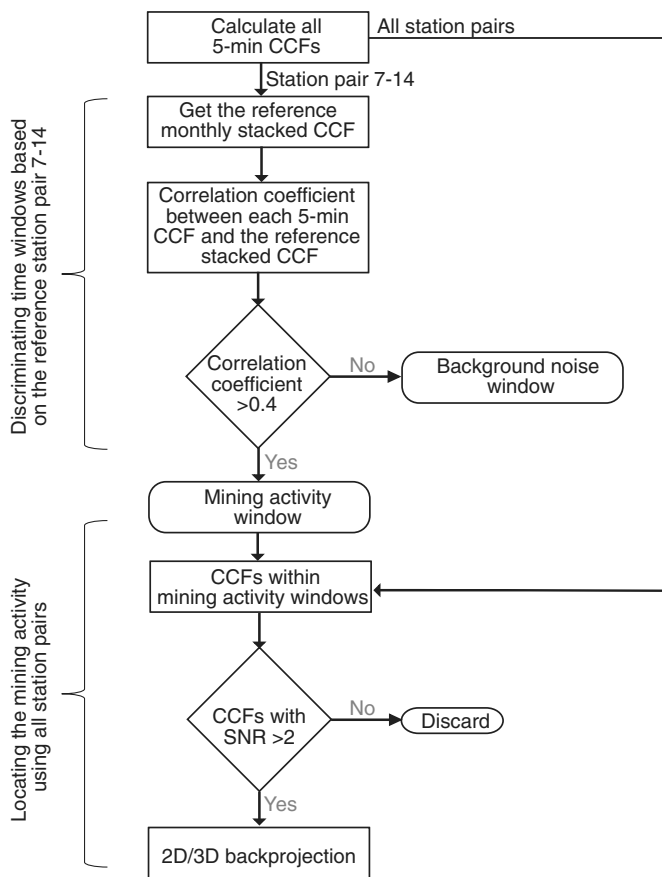 Calculate all
5-min CCFs
All station pairs
Station pair 7-14
Get the reference
monthly stacked CCF
Correlation coefficient
between each 5-min
CCF and the reference
stacked CCF
Discriminating time windows based
on the reference station pair 7-14
Correlation
coefficient
>0.4
No
Background noise
window
Yes
Mining activity
window
CCFs within
mining activity windows
Locating the mining activity
using all station pairs
CCFs with
SNR >2
No
Discard
Yes
2D/3D backprojection